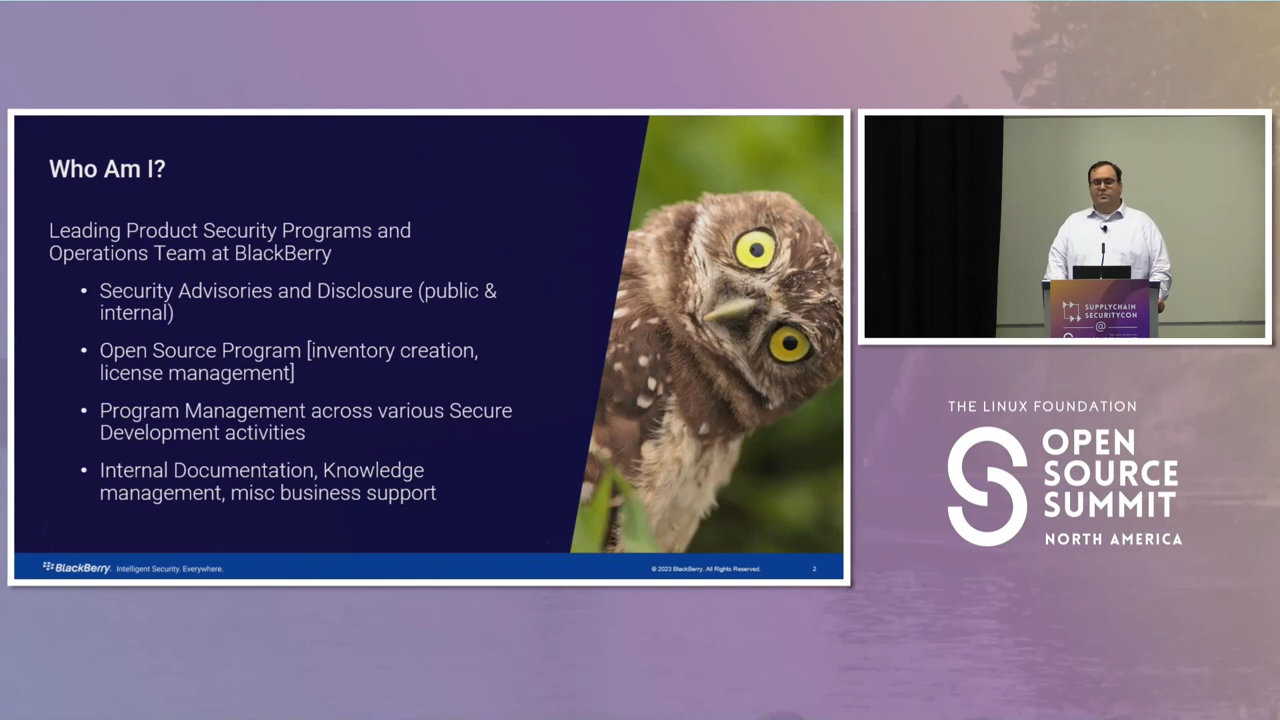 Who Am I?
Leading Product Security Programs and
Operations Team at BlackBerry
• Security Advisories and Disclosure (public &
internal)
• Open Source Program [inventory creation,
license management]
• Program Management across various Secure
Development activities
• Internal Documentation, Knowledge
management, misc business support
BlackBerry. Intelligent Security. Everywhere.
© 2023 BlackBerry. All Rights Reserved.
2
SUPPLYCHAIN
SECURITYCON
@
THE LINUX FOUNDATION
OPEN
SOURCE
SUMMIT
NORTH AMERICA